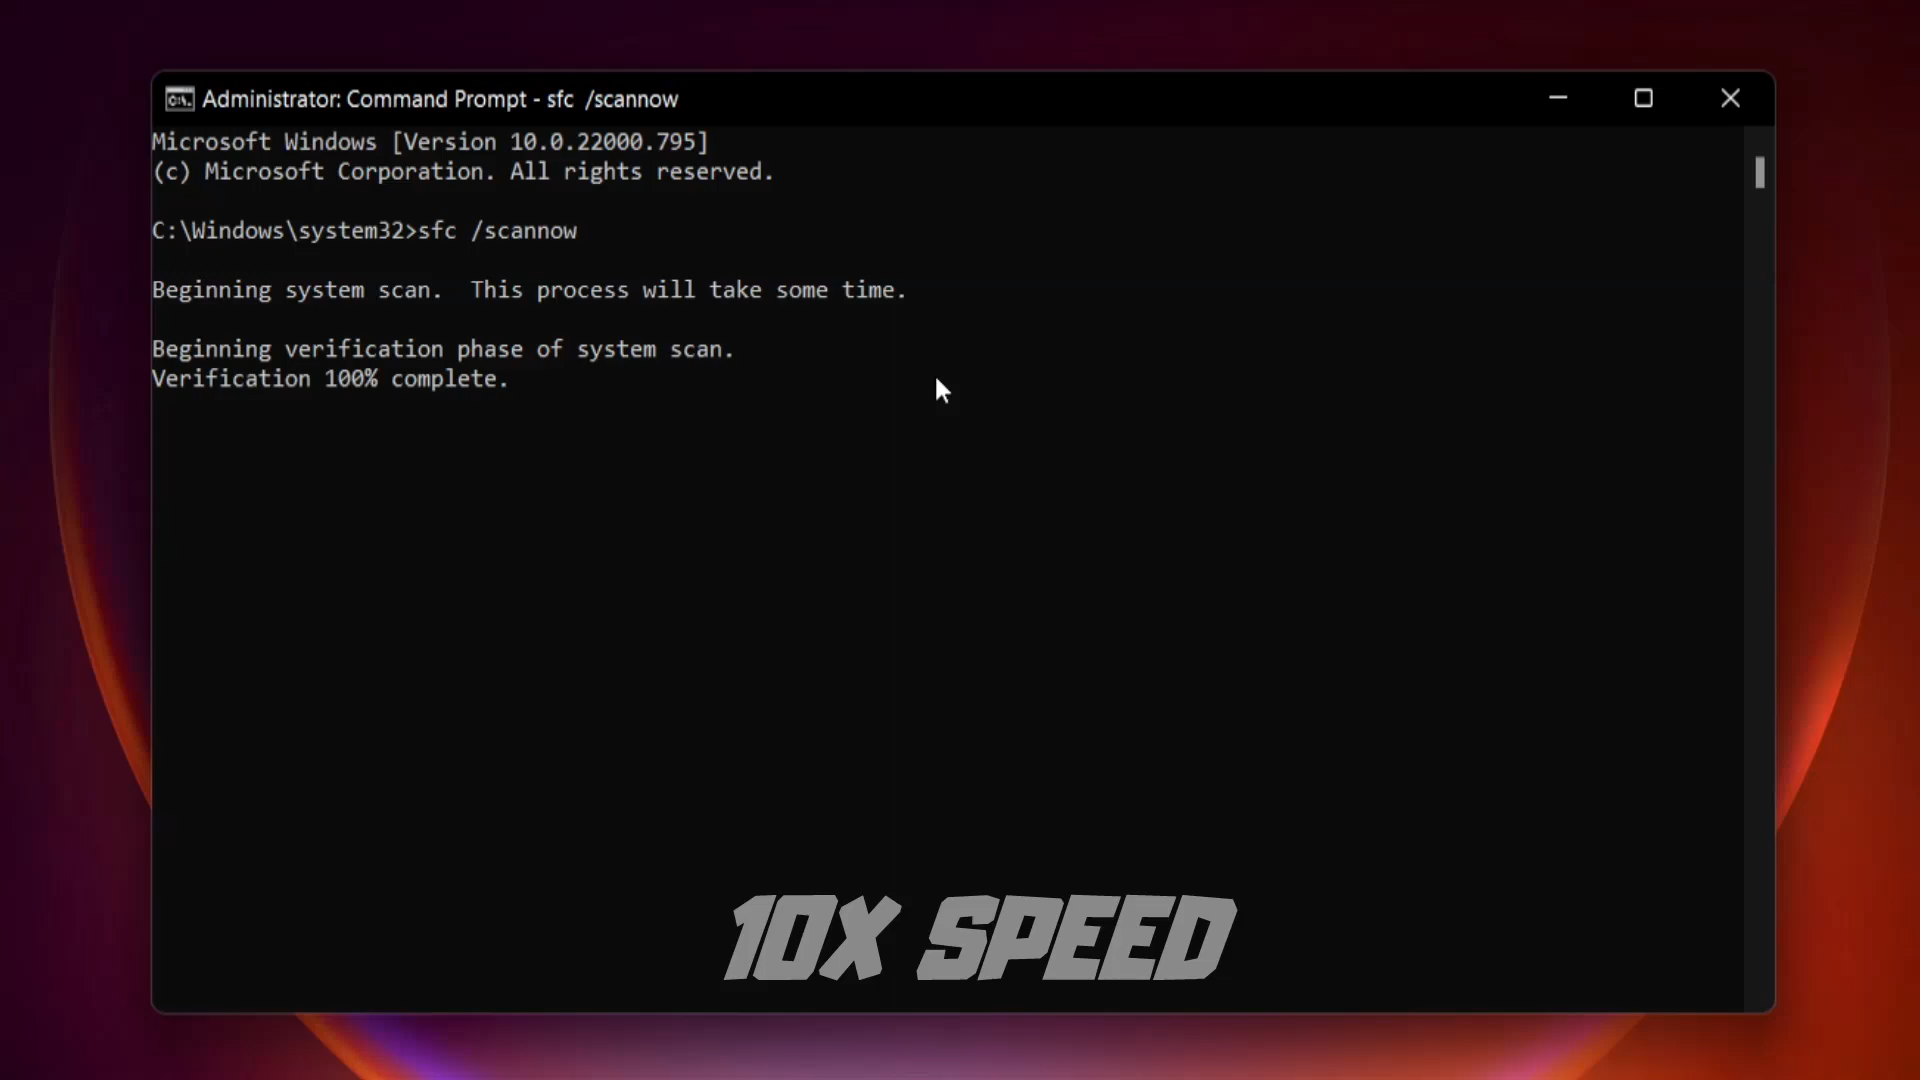 Administrator: Command Prompt - sfc  /scannow
Microsoft Windows [Version 10.0.22000.795]
(c) Microsoft Corporation. All rights reserved.
C:\Windows\system32>sfc /scannow
Beginning system scan.  This process will take some time.
Beginning verification phase of system scan.
Verification 100% complete.
10X SPEED